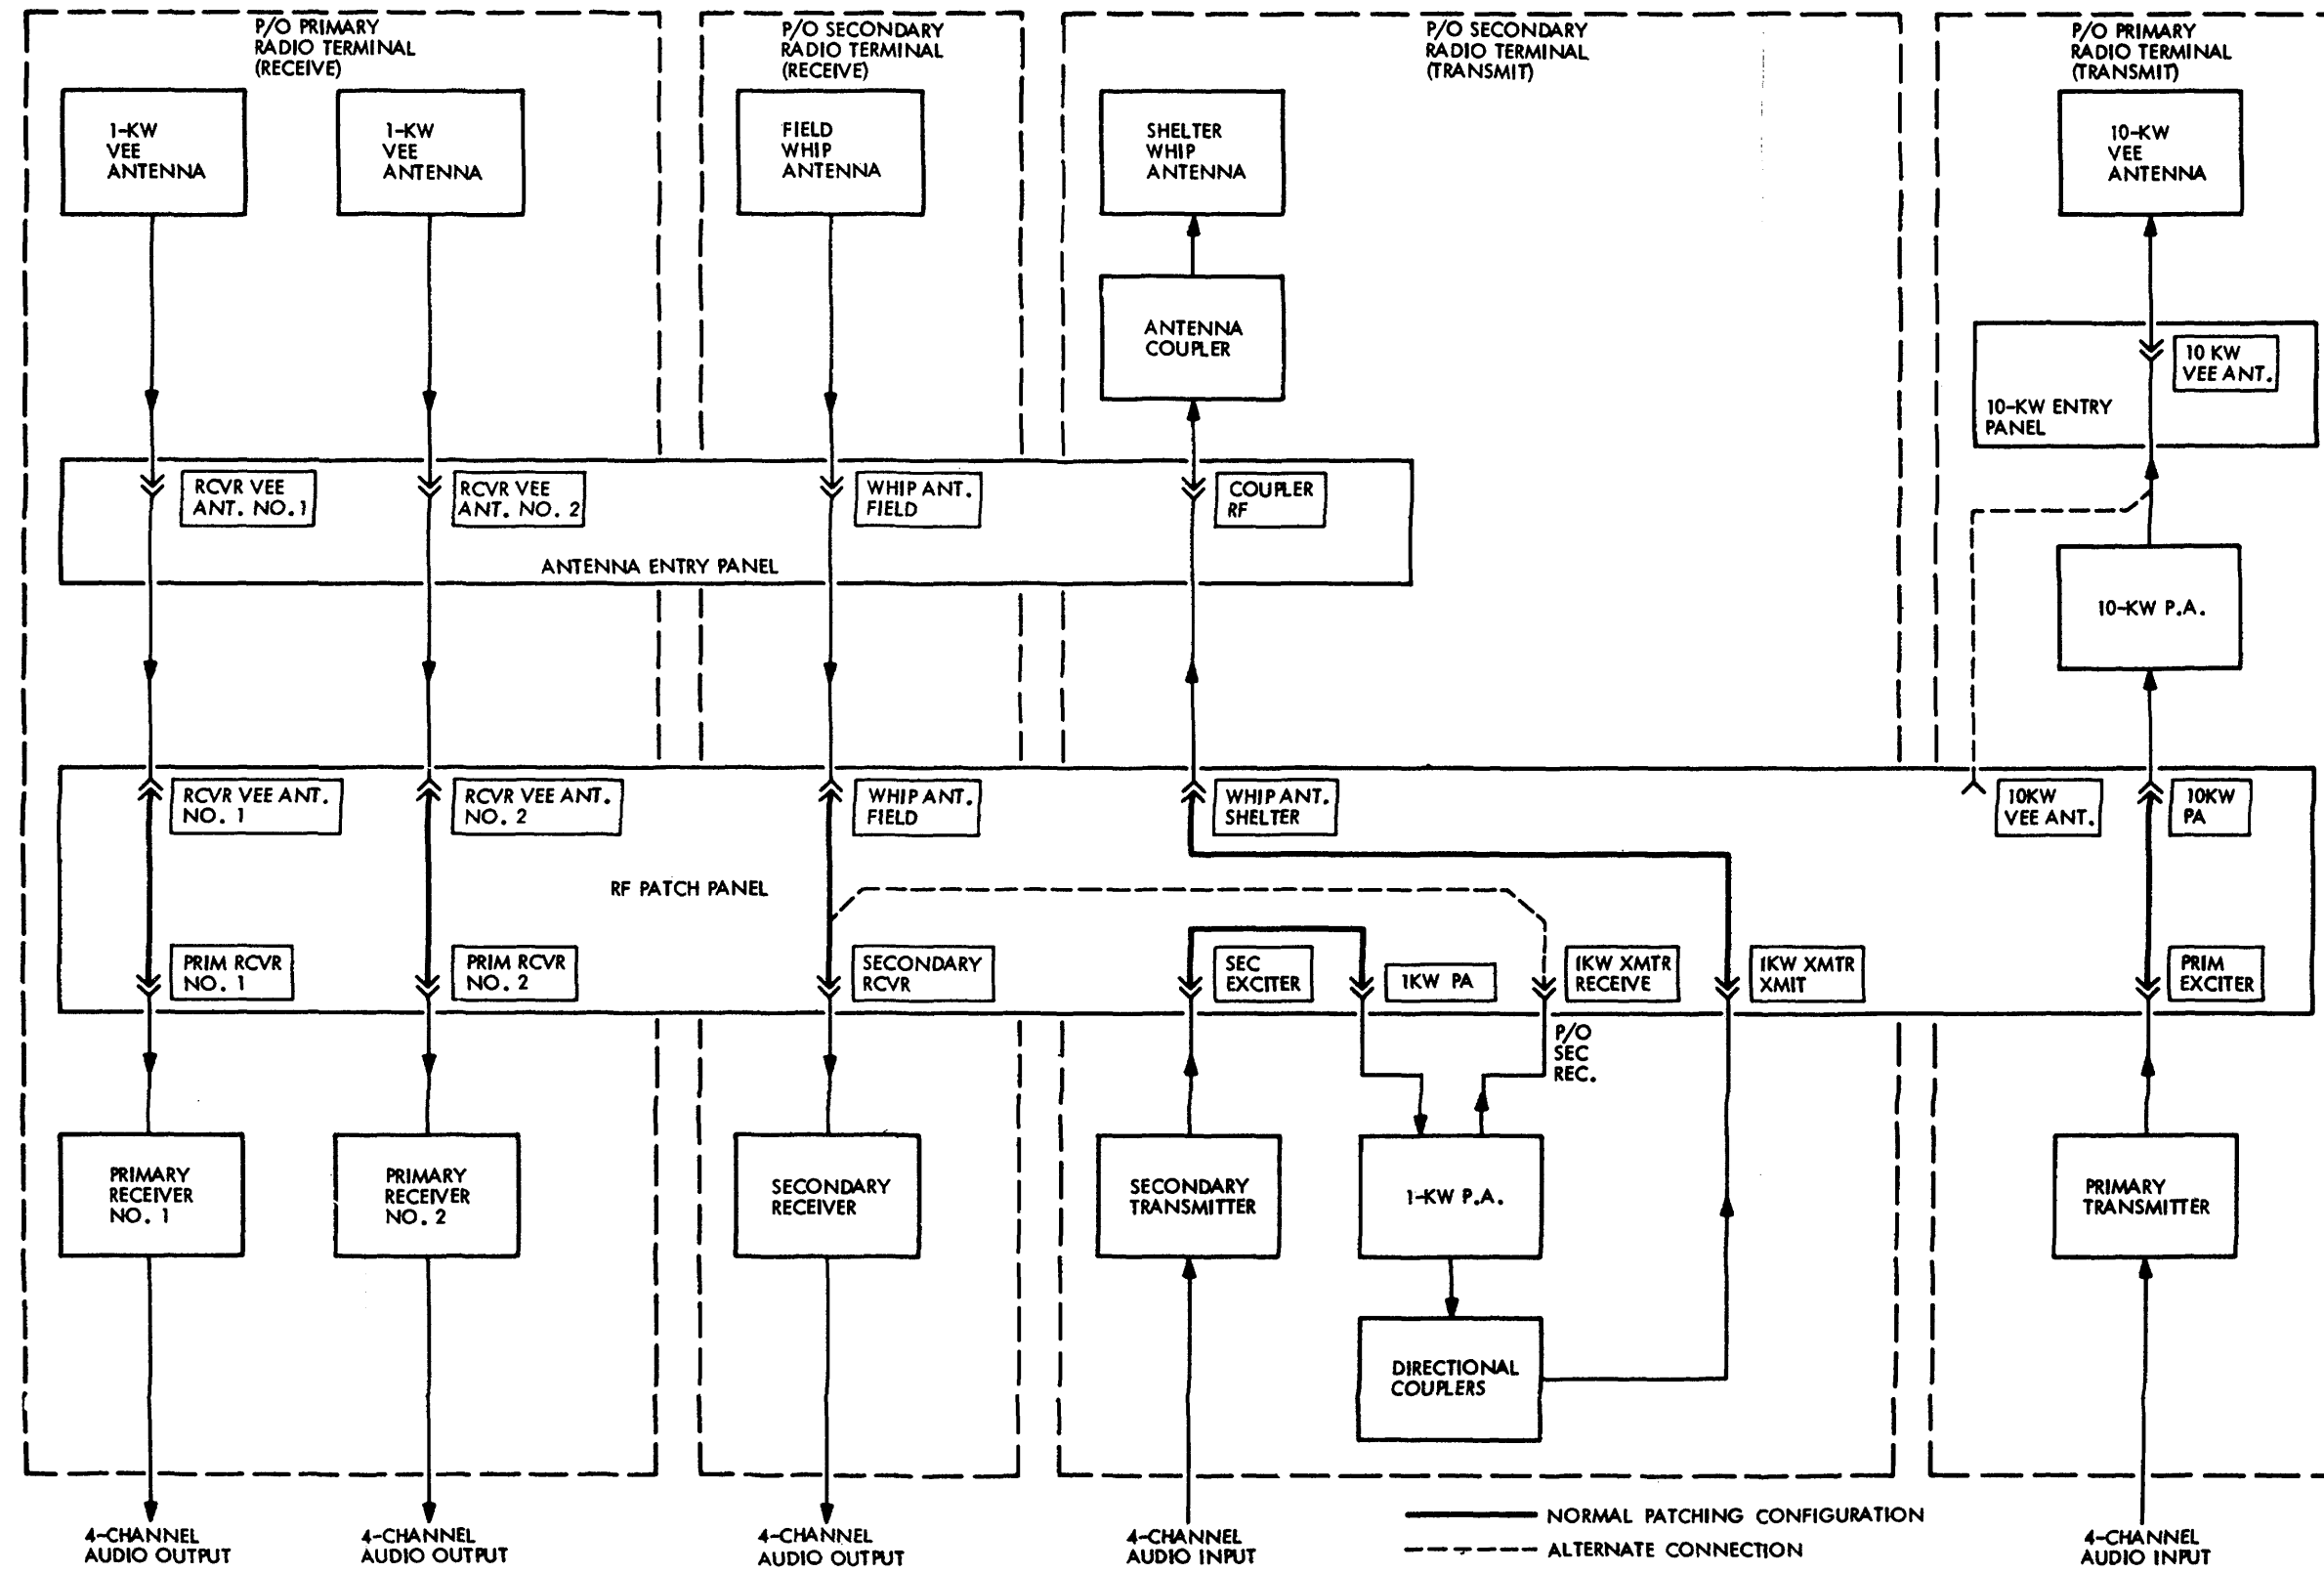 P/O PRIMARY
RADIO TERMINAL
(RECEIVE)
P/O SECONDARY
RADIO TERMINAL
(RECEIVE)
P/O SECONDARY
RADIO TERMINAL
(TRANSMIT)
P/O PRIMARY
RADIO TERMINAL
(TRANSMIT)
1-KW
VEE
ANTENNA
1-KW
VEE
ANTENNA
FIELD
WHIP
ANTENNA
SHELTER
WHIP
ANTENNA
10-KW
VEE
ANTENNA
ANTENNA
COUPLER
10 KW
VEE ANT.
10-KW ENTRY
PANEL
RCVR VEE
ANT. NO. 1
RCVR VEE
ANT. NO. 2
WHIP ANT.
FIELD
COUPLER
RF
ANTENNA ENTRY PANEL
10-KW P.A.
RCVR VEE ANT.
NO. 1
RCVR VEE ANT.
NO. 2
WHIP ANT.
FIELD
WHIP ANT.
SHELTER
10KW
VEE ANT.
10KW
PA
RF PATCH PANEL
PRIM RCVR
NO. 1
PRIM RCVR
NO. 2
SECONDARY
RCVR
SEC
EXCITER
1KW PA
1KW XMTR
RECEIVE
1KW XMTR
XMIT
PRIM
EXCITER
P/O
SEC
REC.
PRIMARY
RECEIVER
NO. 1
PRIMARY
RECEIVER
NO. 2
SECONDARY
RECEIVER
SECONDARY
TRANSMITTER
1-KW P.A.
PRIMARY
TRANSMITTER
DIRECTIONAL
COUPLERS
4-CHANNEL
AUDIO OUTPUT
4-CHANNEL
AUDIO OUTPUT
4-CHANNEL
AUDIO OUTPUT
4-CHANNEL
AUDIO INPUT
NORMAL PATCHING CONFIGURATION
ALTERNATE CONNECTION
4-CHANNEL
AUDIO INPUT